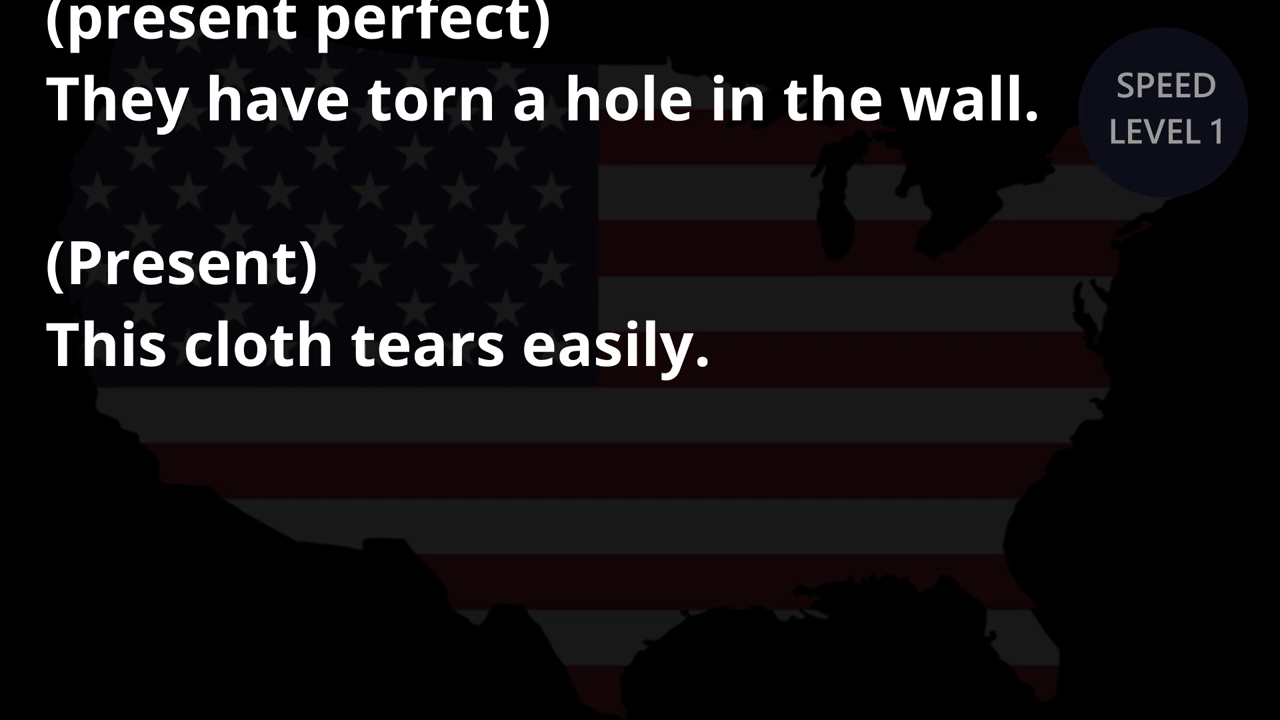 (present perfect)
They have torn a hole in the wall.
SPEED
LEVEL 1
(Present)
This cloth tears easily.